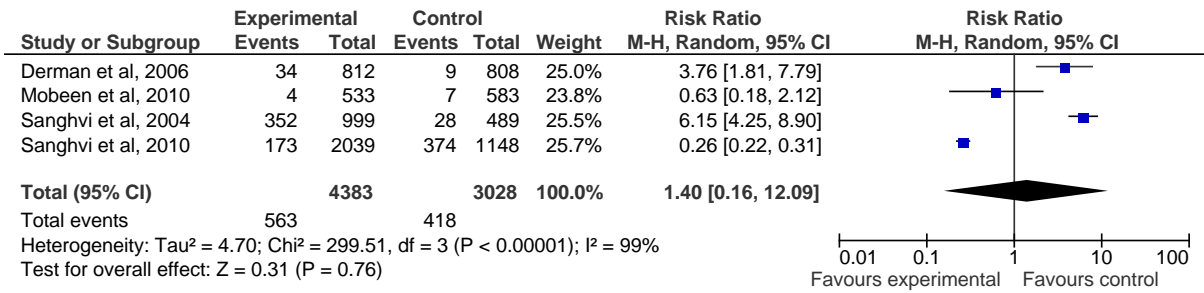 Experimental Control Risk Ratio Risk Ratio
Study or Subgroup Events Total Events Total Weight M-H, Random, 95% CI M-H, Random, 95% CI
Derman et al, 2006 34 812 9 808 25.0% 3.76 [1.81, 7.79]
Mobeen et al, 2010 4 533 7 583 23.8% 0.63 [0.18, 2.12]
Sanghvi et al, 2004 352 999 28 489 25.5% 6.15 [4.25, 8.90]
Sanghvi et al, 2010 173 2039 374 1148 25.7% 0.26 [0.22, 0.31]
Total (95% CI) 4383 3028 100.0% 1.40 [0.16, 12.09]
Total events 563 418
Heterogeneity: Tau² = 4.70; Chi² = 299.51, df = 3 (P < 0.00001); I² = 99%
Test for overall effect: Z = 0.31 (P = 0.76)
0.01 0.1 1 10 100
Favours experimental Favours control